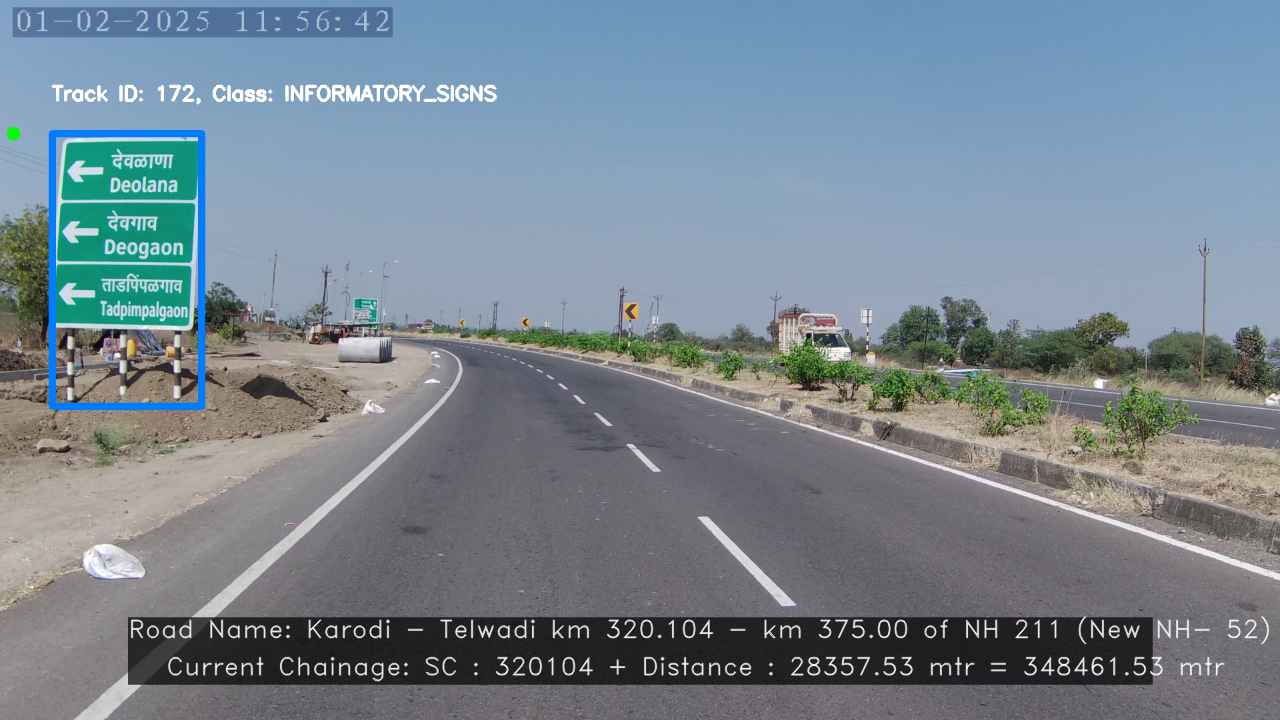 01-02-2025 11:56:42
Track ID: 172, Class: INFORMATORY_SIGNS
देवळाणा
Deolana
देवगाव
Deogaon
ताडपिंपळगाव
Tadpimpalgaon
Road Name: Karodi - Telwadi km 320.104 - km 375.00 of NH 211 (New NH- 52)
Current Chainage: SC : 320104 + Distance : 28357.53 mtr = 348461.53 mtr